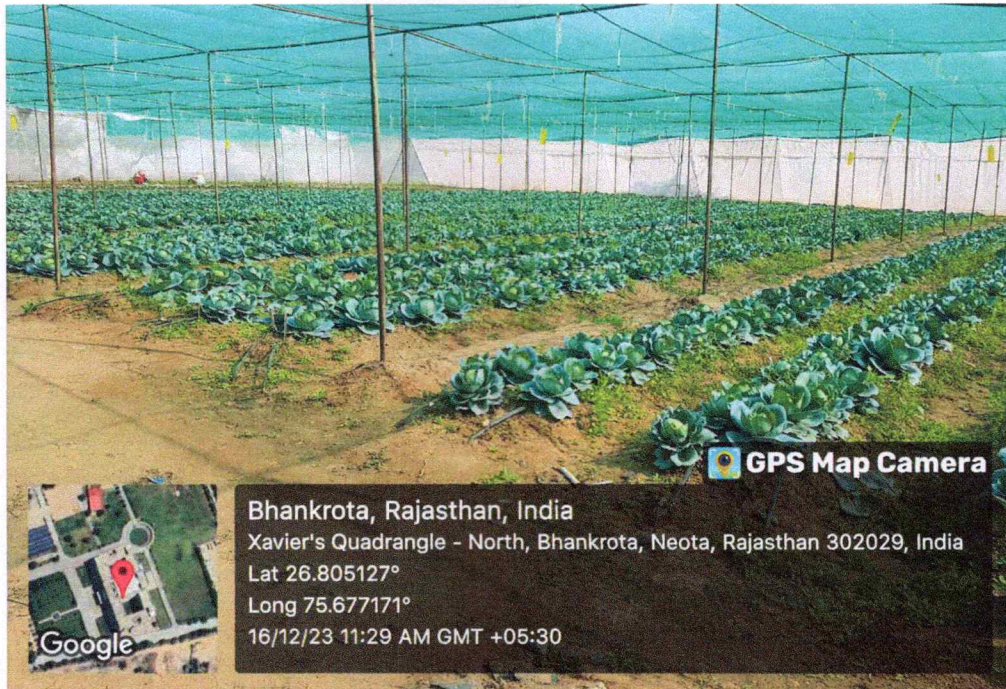 GPS Map Camera
Bhankrota, Rajasthan, India
Xavier's Quadrangle - North, Bhankrota, Neota, Rajasthan 302029, India
Lat 26.805127°
Long 75.677171°
16/12/23 11:29 AM GMT +05:30
Google